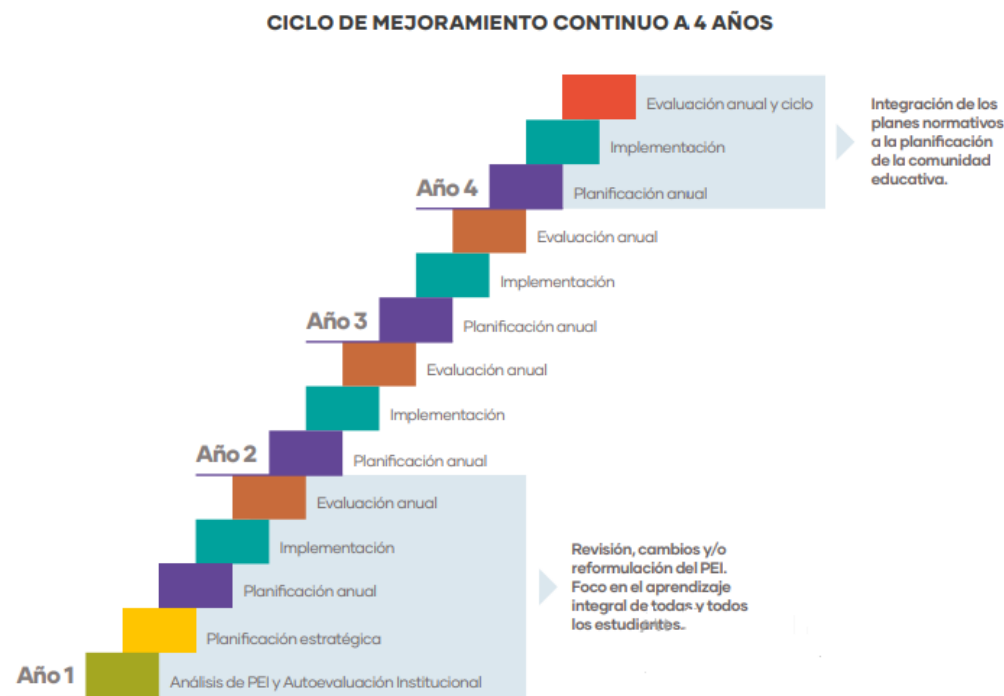 CICLO DE MEJORAMIENTO CONTINUO A 4 AÑOS
Evaluación anual y ciclo
Implementación
Año 4
Planificación anual
Integración de los
planes normativos
a la planificación
de la comunidad
educativa.
Evaluación anual
Implementación
Año 3
Planificación anual
Evaluación anual
Implementación
Año 2
Planificación anual
Evaluación anual
Implementación
Planificación anual
Planificación estratégica
Año 1
Análisis de PEI y Autoevaluación Institucional
Revisión, cambios y/o
reformulación del PEI.
Foco en el aprendizaje
integral de todas y todos
los estudiantes.